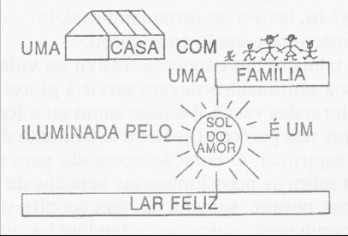 UMA CASA COM
UMA FAMÍLIA
ILUMINADA PELO SOL DO AMOR É UM
LAR FELIZ